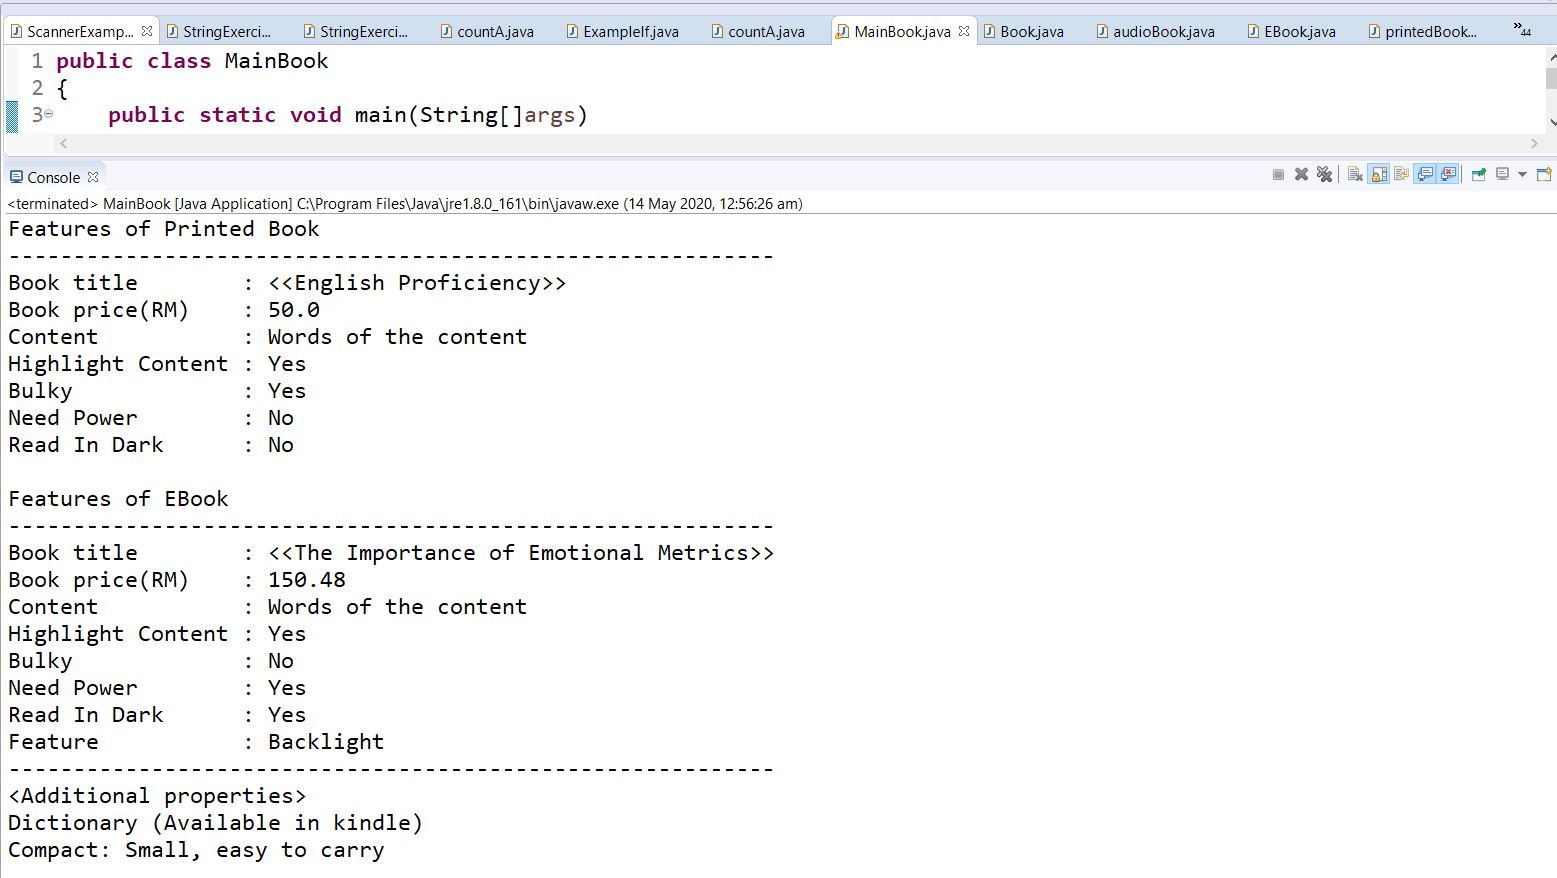 ScannerExamp... StringExerci... StringExerci... countA.java ExampleIf.java countA.java MainBook.java Book.java audioBook.java EBook.java printedBook... »44
1 public class MainBook
2 {
3 public static void main(String[]args)
Console
<terminated> MainBook [Java Application] C:\Program Files\Java\jre1.8.0_161\bin\javaw.exe (14 May 2020, 12:56:26 am)
Features of Printed Book
-----------------------------------------------------------
Book title        : <<English Proficiency>>
Book price(RM)    : 50.0
Content           : Words of the content
Highlight Content : Yes
Bulky             : Yes
Need Power        : No
Read In Dark      : No
Features of EBook
-----------------------------------------------------------
Book title        : <<The Importance of Emotional Metrics>>
Book price(RM)    : 150.48
Content           : Words of the content
Highlight Content : Yes
Bulky             : No
Need Power        : Yes
Read In Dark      : Yes
Feature           : Backlight
-----------------------------------------------------------
<Additional properties>
Dictionary (Available in kindle)
Compact: Small, easy to carry